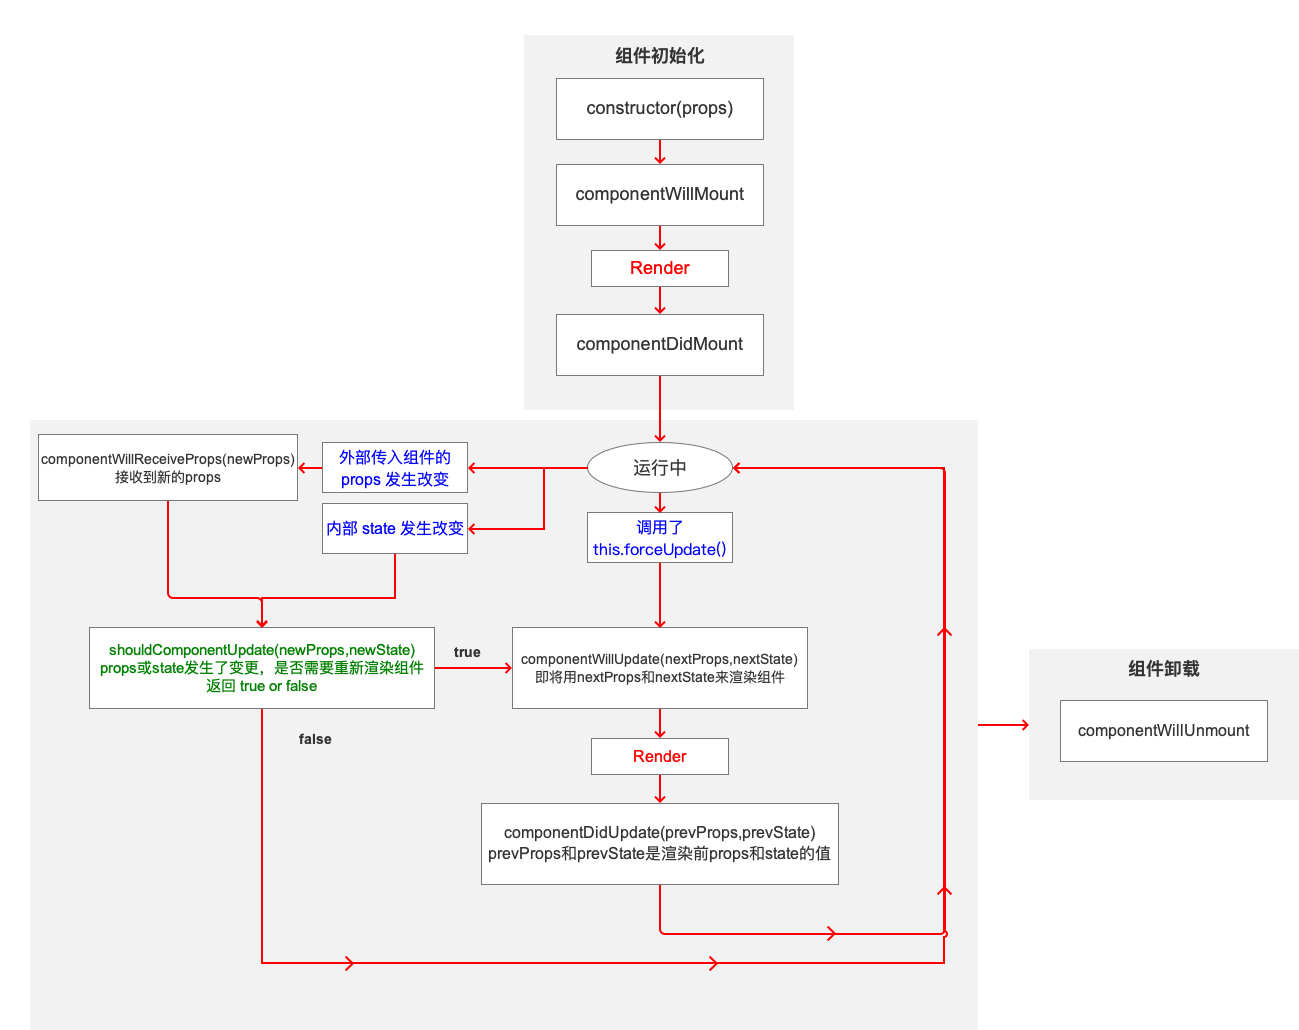 组件初始化
constructor(props)
componentWillMount
Render
componentDidMount
运行中
外部传入组件的
props 发生改变
componentWillReceiveProps(newProps)
接收到新的props
内部 state 发生改变
调用了
this.forceUpdate()
shouldComponentUpdate(newProps,newState)
props或state发生了变更，是否需要重新渲染组件
返回 true or false
true
false
componentWillUpdate(nextProps,nextState)
即将用nextProps和nextState来渲染组件
Render
componentDidUpdate(prevProps,prevState)
prevProps和prevState是渲染前props和state的值
组件卸载
componentWillUnmount